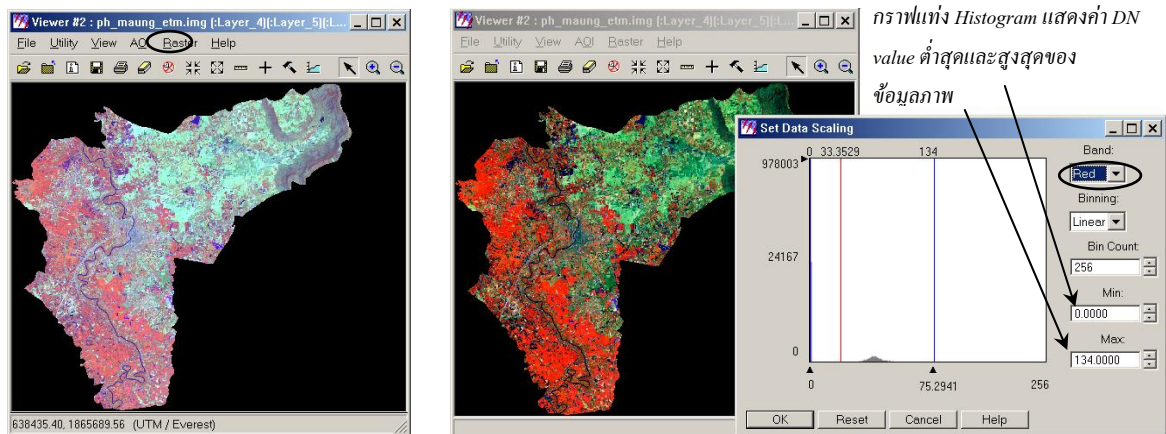 Viewer #2 : ph_maung_etm.img (:Layer_4)(:Layer_5)(:L...
File Utility View AOI Raster Help
638435.40, 1865689.56 (UTM / Everest)
Viewer #2 : ph_maung_etm.img (:Layer_4)(:Layer_5)(:L...
File Utility View AOI Raster Help
กราฟแท่ง Histogram แสดงค่า DN
value ต่ำสุดและสูงสุดของ
ข้อมูลภาพ
Set Data Scaling
0 33.3529 134
978003
24167
0
0 75.2941 256
Band:
Red
Binning:
Linear
Bin Count:
256
Min:
0.0000
Max:
134.0000
OK Reset Cancel Help